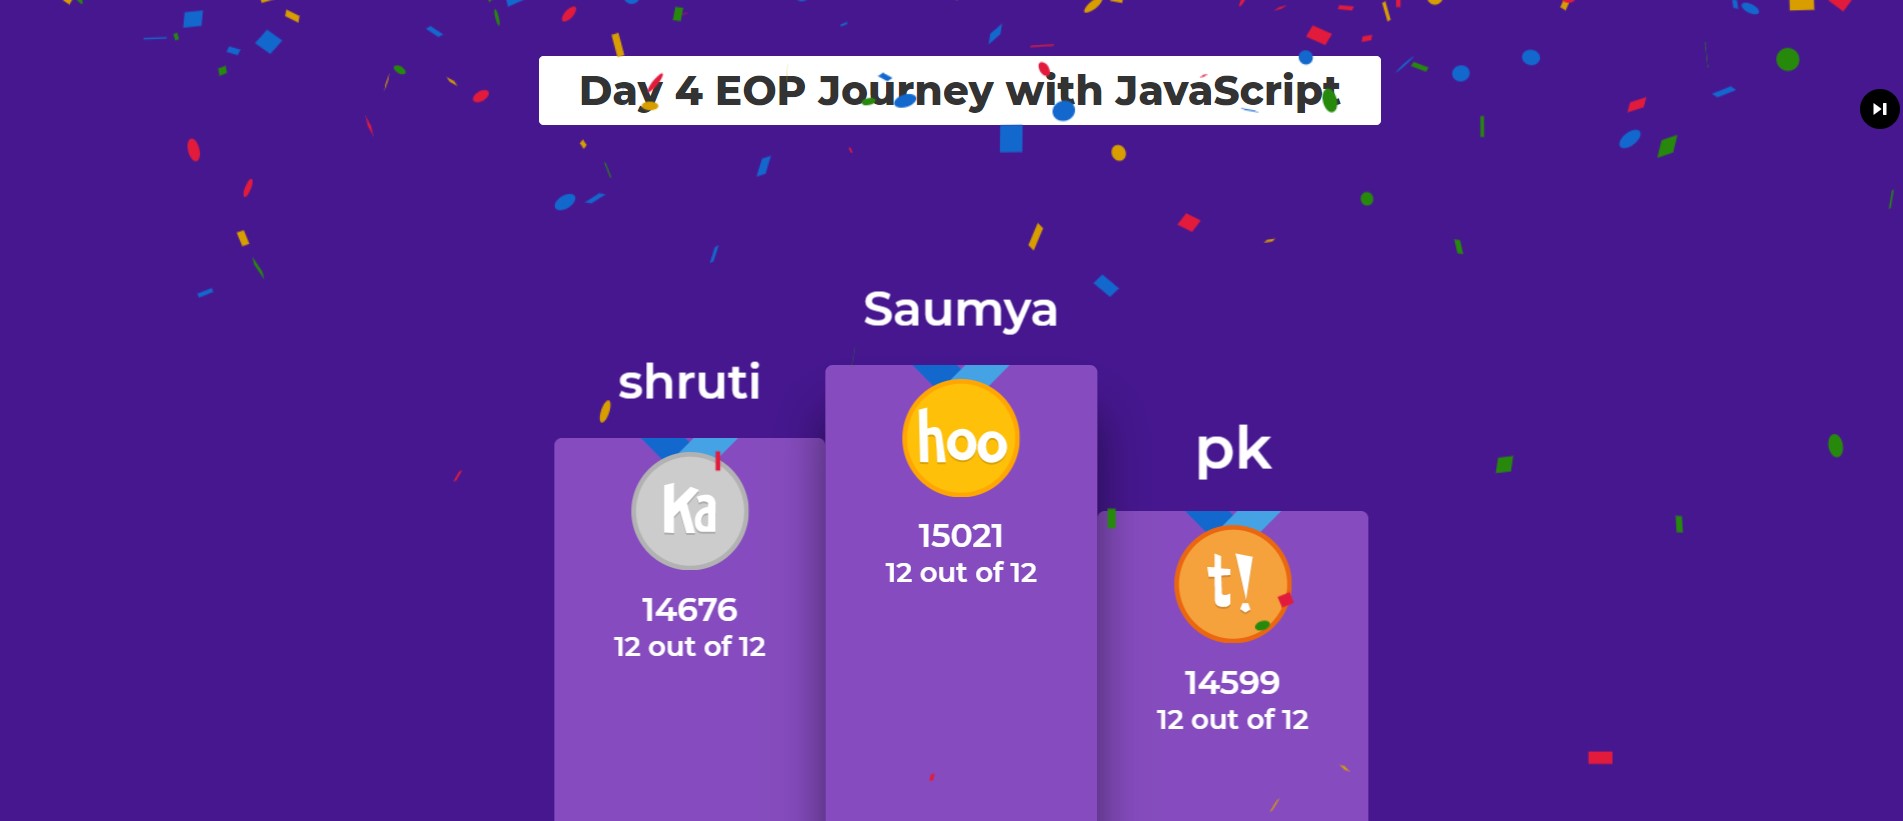 Day 4 EOP Journey with JavaScript
Saumya
hoo
15021
12 out of 12
shruti
Ka
14676
12 out of 12
pk
t!
14599
12 out of 12